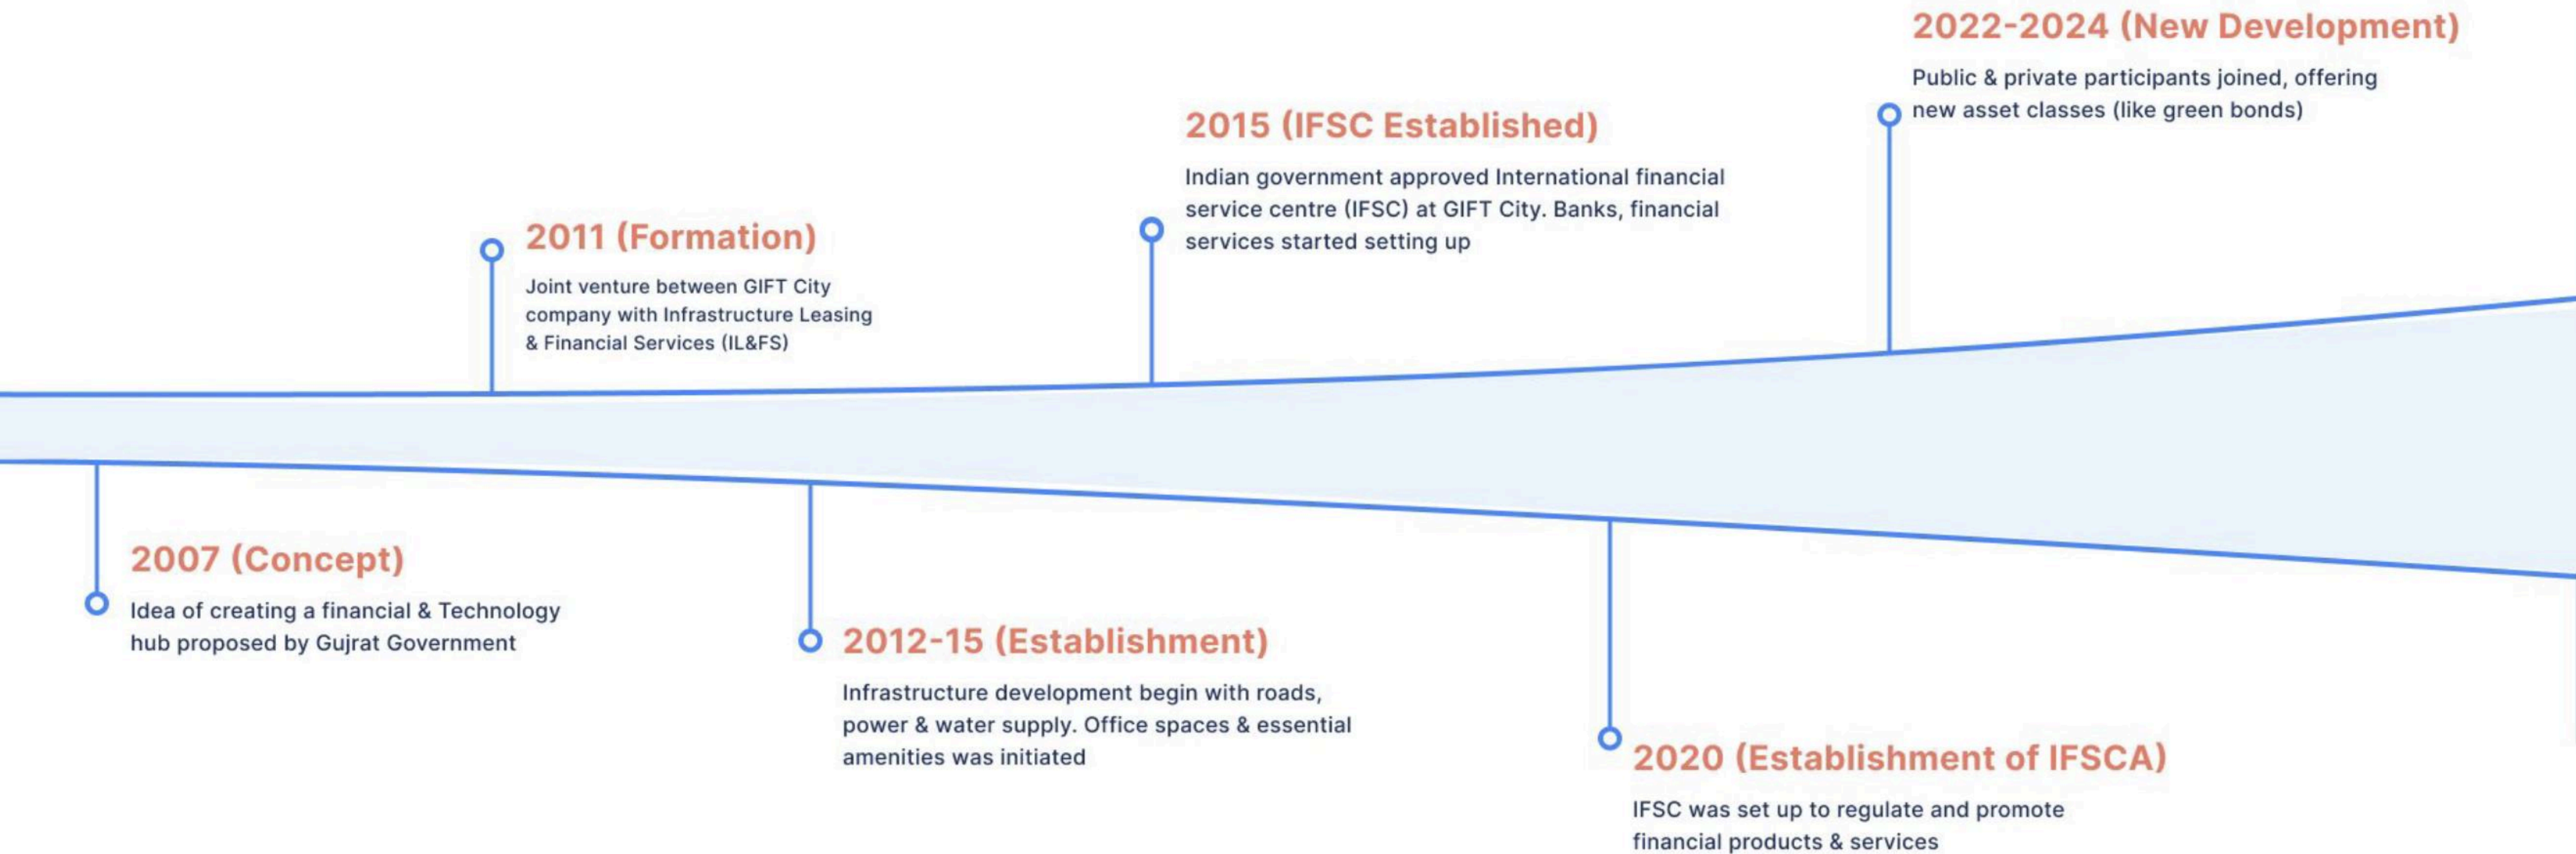 2022-2024 (New Development)
Public & private participants joined, offering
new asset classes (like green bonds)
2015 (IFSC Established)
Indian government approved International financial
service centre (IFSC) at GIFT City. Banks, financial
services started setting up
2011 (Formation)
Joint venture between GIFT City
company with Infrastructure Leasing
& Financial Services (IL&FS)
2007 (Concept)
Idea of creating a financial & Technology
hub proposed by Gujrat Government
2012-15 (Establishment)
Infrastructure development begin with roads,
power & water supply. Office spaces & essential
amenities was initiated
2020 (Establishment of IFSCA)
IFSC was set up to regulate and promote
financial products & services